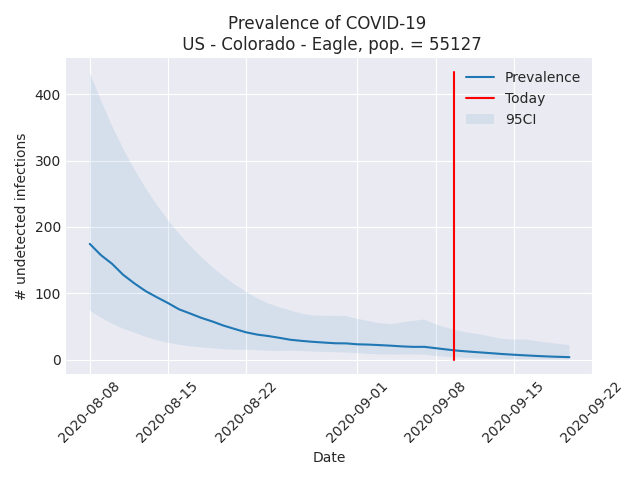 Prevalence of COVID-19
US - Colorado - Eagle, pop. = 55127
Prevalence
Today
95CI
# undetected infections
400
300
200
100
0
2020-08-08
2020-08-15
2020-08-22
2020-09-01
2020-09-08
2020-09-15
2020-09-22
Date